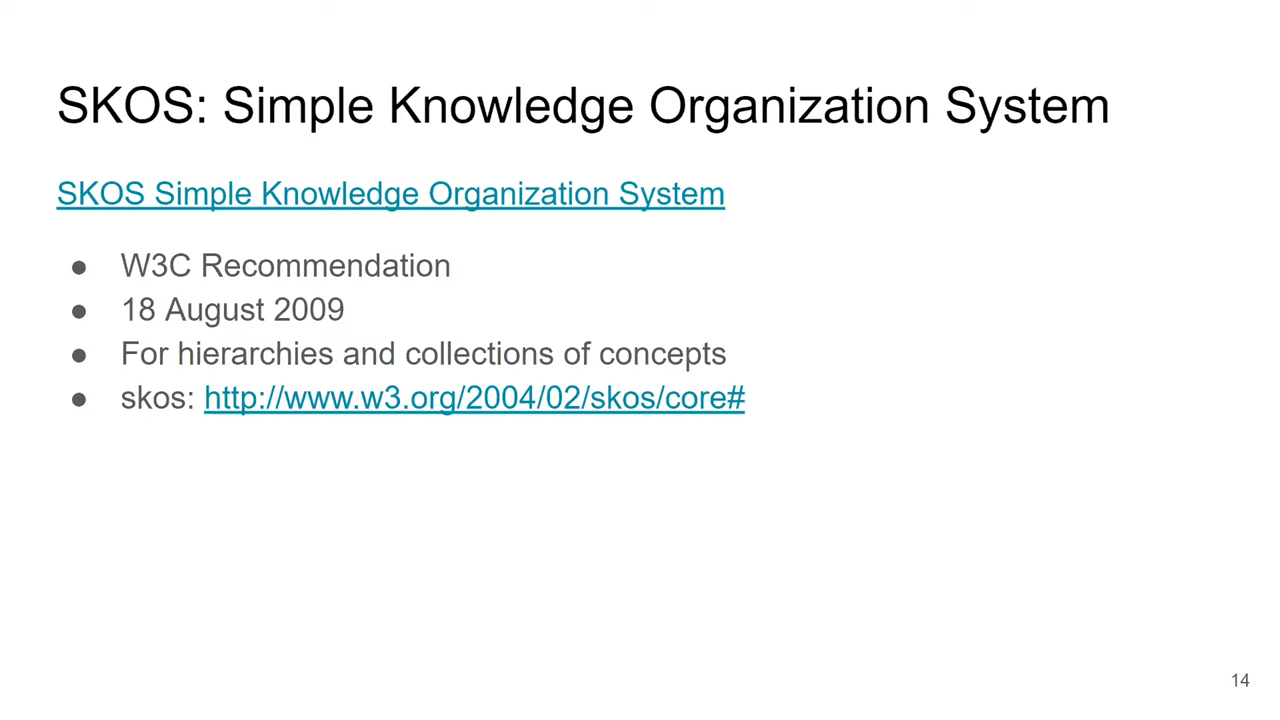 SKOS: Simple Knowledge Organization System
SKOS Simple Knowledge Organization System
● W3C Recommendation
● 18 August 2009
● For hierarchies and collections of concepts
● skos: http://www.w3.org/2004/02/skos/core#
14